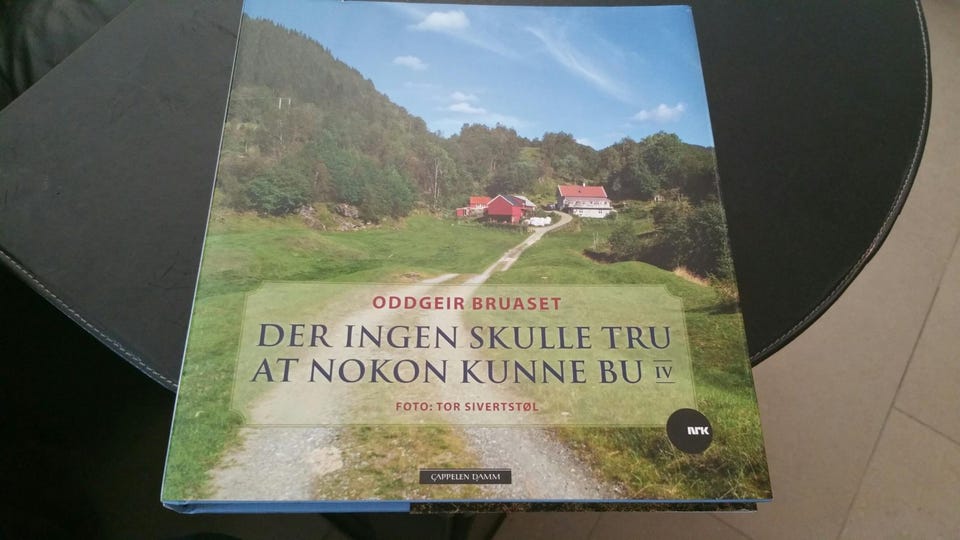 ODDGEIR BRUASET
DER INGEN SKULLE TRU
AT NOKON KUNNE BU IV
FOTO: TOR SIVERTSTØL
NRK
CAPPELEN DAMM